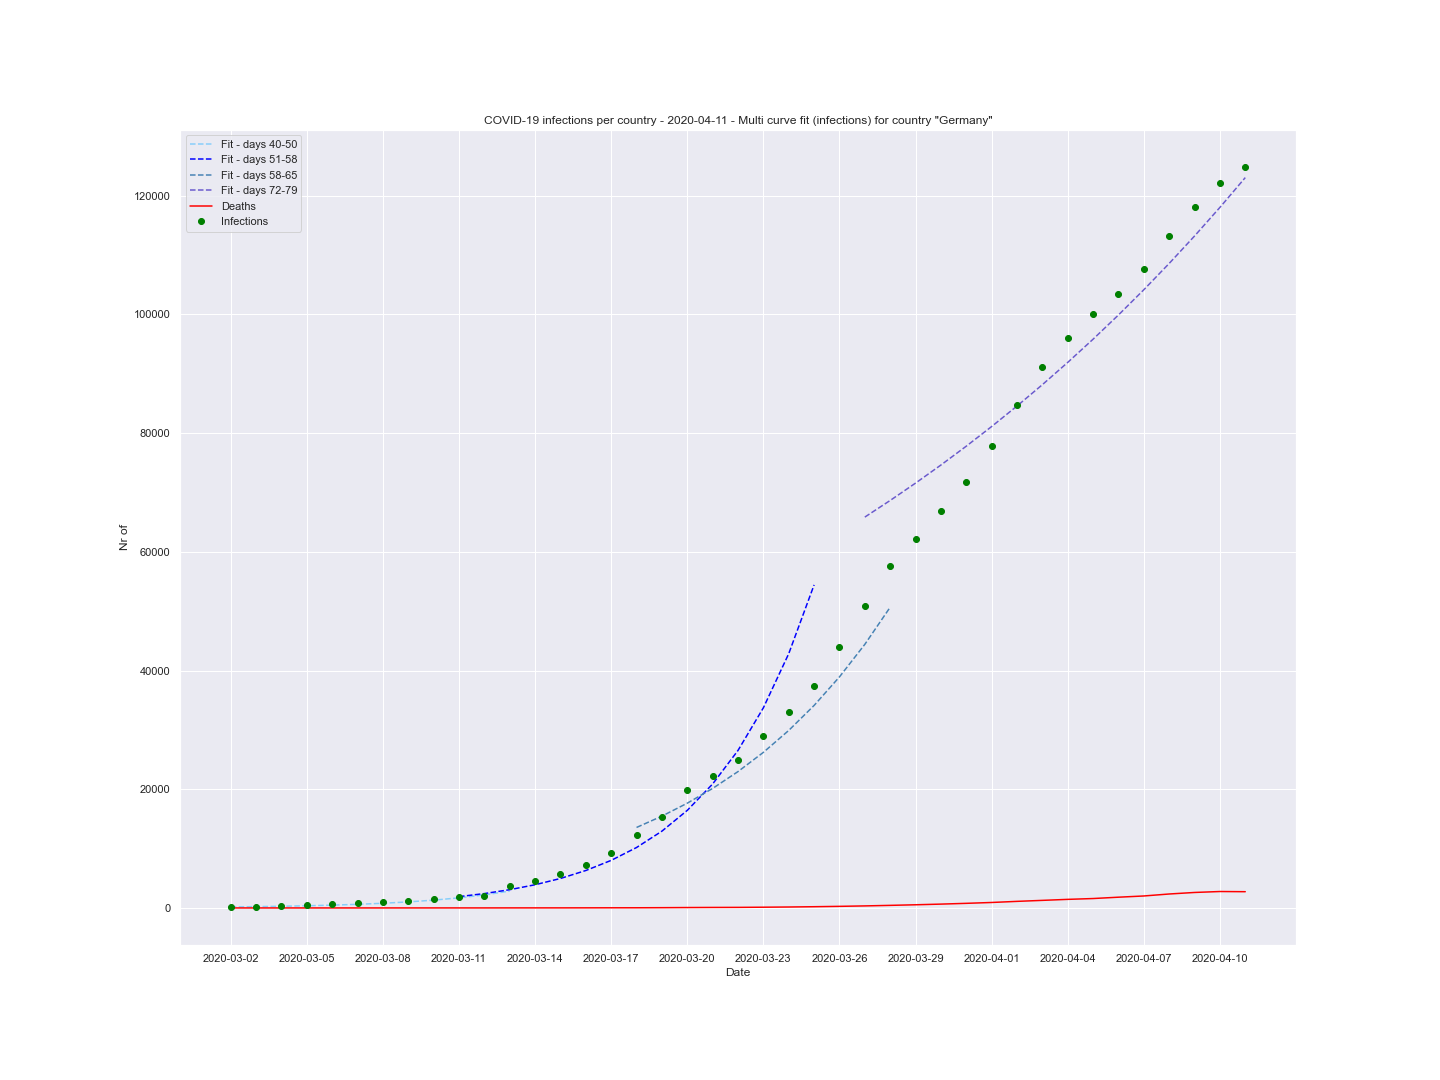 COVID-19 infections per country - 2020-04-11 - Multi curve fit (infections) for country "Germany"
Fit - days 40-50
Fit - days 51-58
Fit - days 58-65
Fit - days 72-79
Deaths
Infections
120000
100000
80000
60000
40000
20000
0
Nr of
2020-03-02 2020-03-05 2020-03-08 2020-03-11 2020-03-14 2020-03-17 2020-03-20 2020-03-23 2020-03-26 2020-03-29 2020-04-01 2020-04-04 2020-04-07 2020-04-10
Date